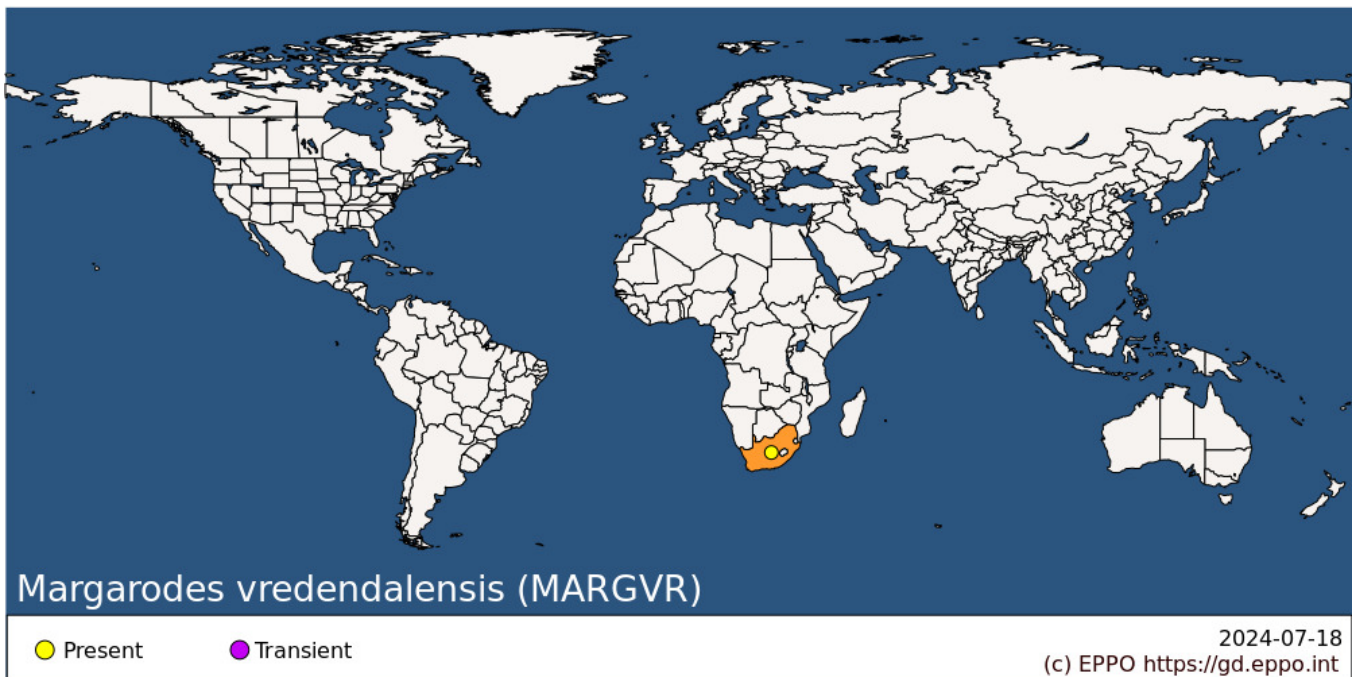 Margarodes vredendalensis (MARGVR)
Present
Transient
2024-07-18
(c) EPPO https://gd.eppo.int